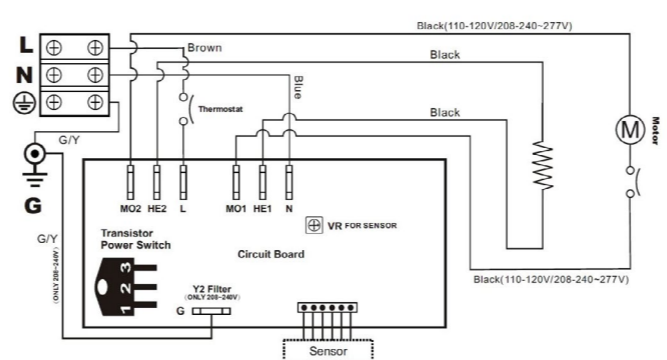 Black(110-120V/208-240~277V)
L
Brown
Black
N
Blue
Thermostat
Black
G/Y
M
Motor
G
MO2 HE2 L MO1 HE1 N
VR FOR SENSOR
G/Y
(ONLY 208~240V)
Transistor
Power Switch
Circuit Board
3
2
1
Y2 Filter
(ONLY 208~240V)
G
Black(110-120V/208-240~277V)
Sensor